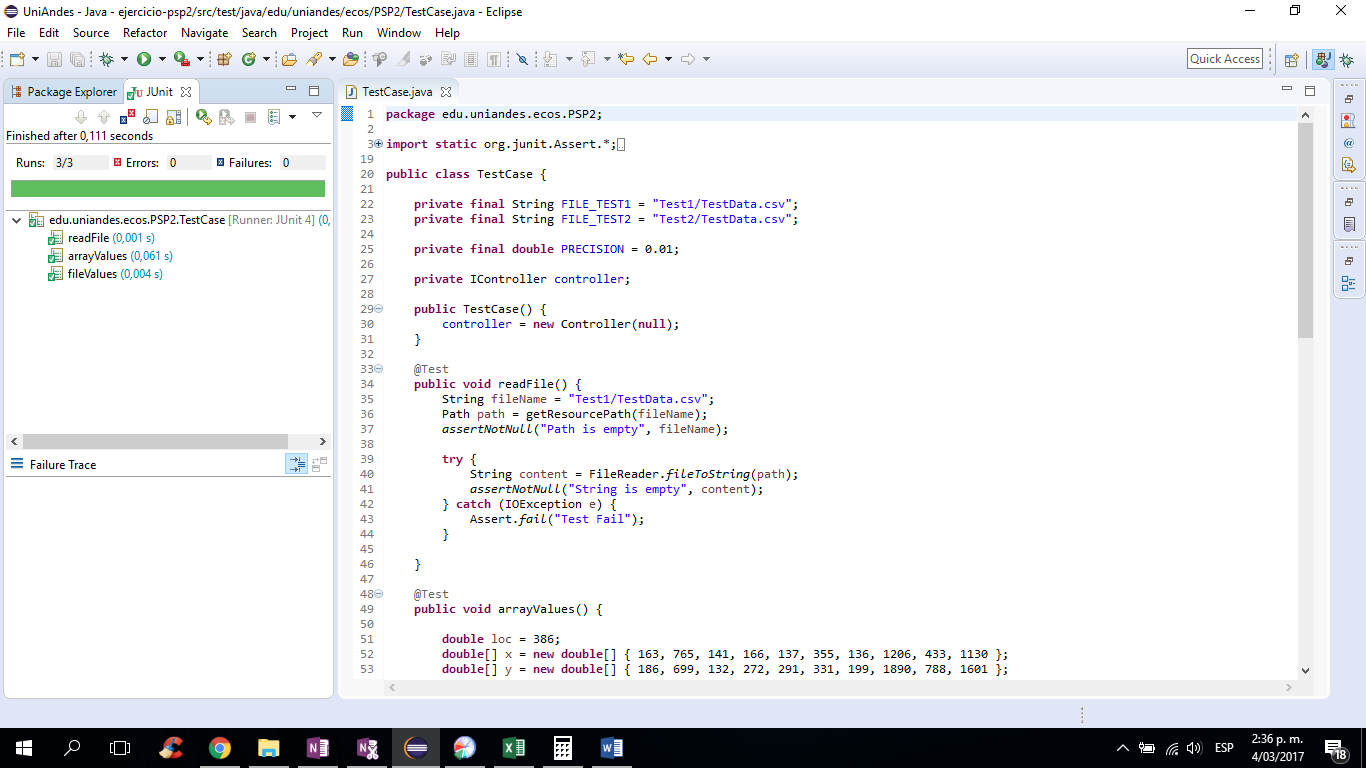 UniAndes - Java - ejercicio-psp2/src/test/java/edu/uniandes/ecos/PSP2/TestCase.java - Eclipse
File Edit Source Refactor Navigate Search Project Run Window Help
Quick Access
Package Explorer JUnit
Finished after 0,111 seconds
Runs: 3/3 Errors: 0 Failures: 0
edu.uniandes.ecos.PSP2.TestCase [Runner: JUnit 4] (0,
readFile (0,001 s)
arrayValues (0,061 s)
fileValues (0,004 s)
Failure Trace
TestCase.java
1 package edu.uniandes.ecos.PSP2;
2
3 import static org.junit.Assert.*;
19
20 public class TestCase {
21
22 private final String FILE_TEST1 = "Test1/TestData.csv";
23 private final String FILE_TEST2 = "Test2/TestData.csv";
24
25 private final double PRECISION = 0.01;
26
27 private IController controller;
28
29 public TestCase() {
30 controller = new Controller(null);
31 }
32
33 @Test
34 public void readFile() {
35 String fileName = "Test1/TestData.csv";
36 Path path = getResourcePath(fileName);
37 assertNotNull("Path is empty", fileName);
38
39 try {
40 String content = FileReader.fileToString(path);
41 assertNotNull("String is empty", content);
42 } catch (IOException e) {
43 Assert.fail("Test Fail");
44 }
45
46 }
47
48 @Test
49 public void arrayValues() {
50
51 double loc = 386;
52 double[] x = new double[] { 163, 765, 141, 166, 137, 355, 136, 1206, 433, 1130 };
53 double[] y = new double[] { 186, 699, 132, 272, 291, 331, 199, 1890, 788, 1601 };
ESP
2:36 p. m.
4/03/2017
18